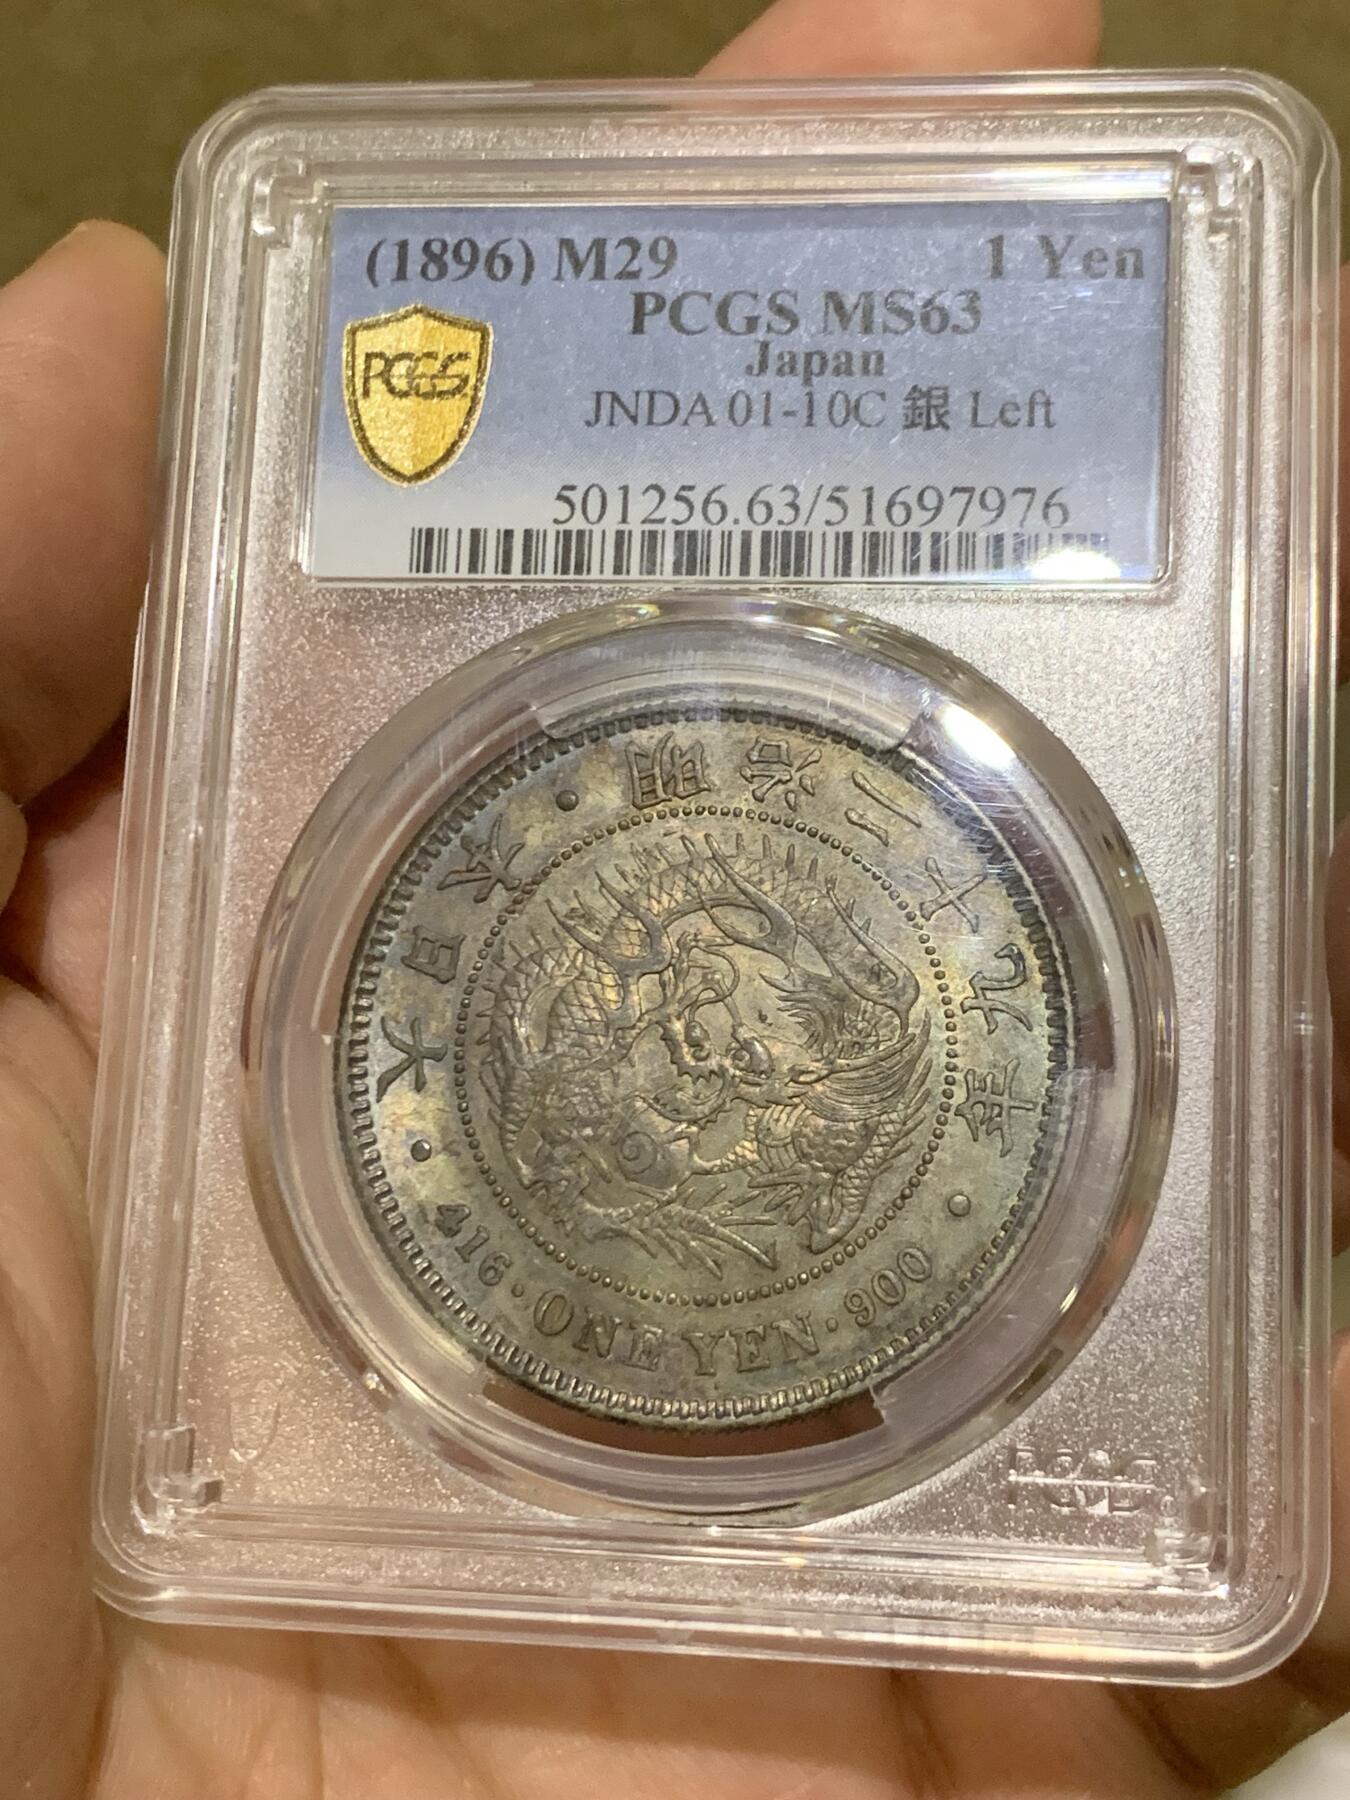 (1896) M29 1 Yen
PCGS MS63
Japan
JNDA 01-10C 銀 Left
501256.63/51697976
PCGS
大日本 · 明治二十九年 ·
416 · ONE YEN · 900 ·
PCGS